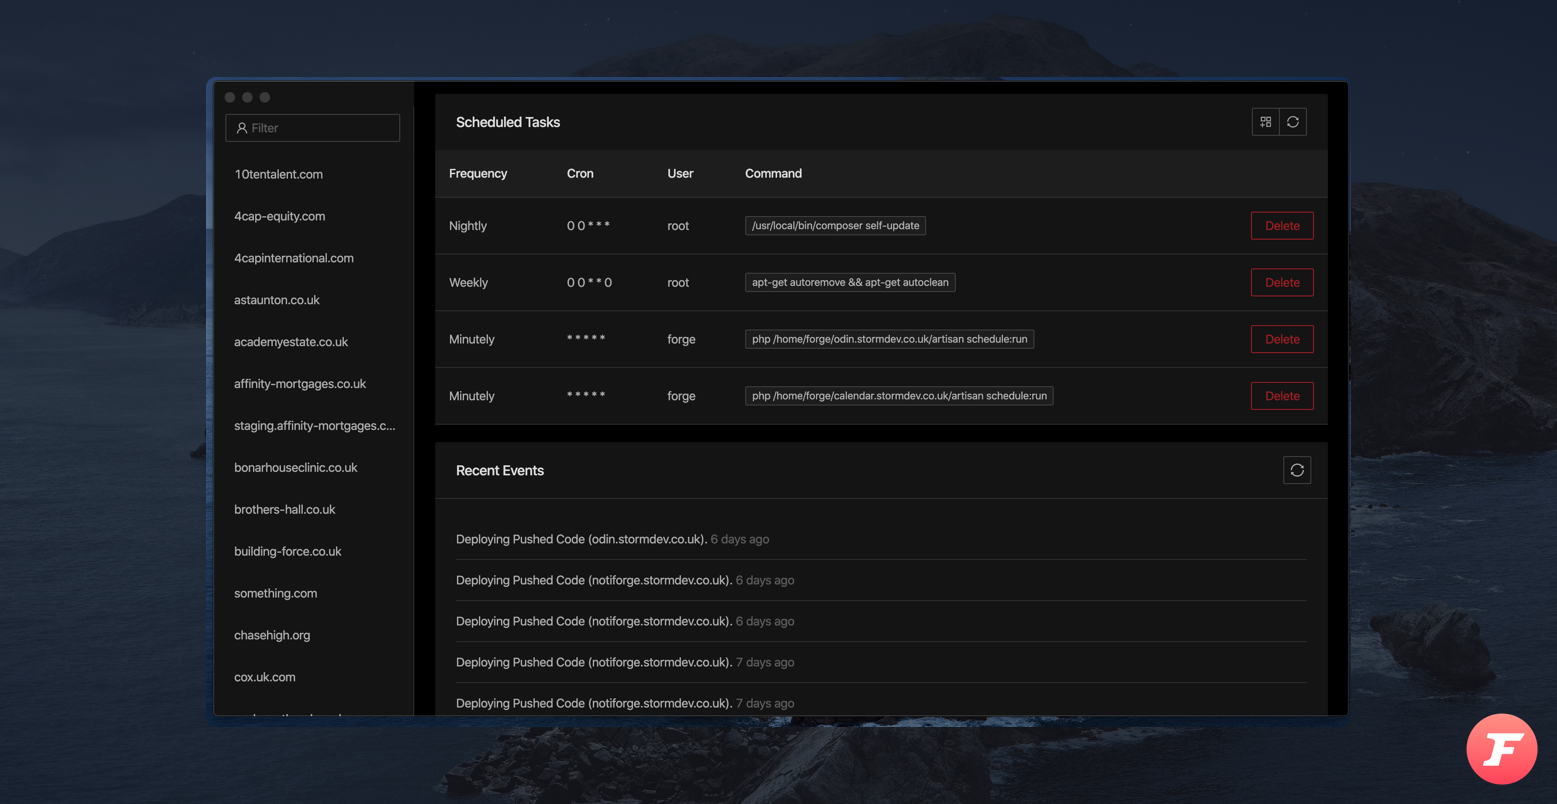 Filter
10tentalent.com
4cap-equity.com
4capinternational.com
astaunton.co.uk
academyestate.co.uk
affinity-mortgages.co.uk
staging.affinity-mortgages.c...
bonarhouseclinic.co.uk
brothers-hall.co.uk
building-force.co.uk
something.com
chasehigh.org
cox.uk.com
Scheduled Tasks
Frequency Cron User Command
Nightly 0 0 * * * root /usr/local/bin/composer self-update Delete
Weekly 0 0 * * 0 root apt-get autoremove && apt-get autoclean Delete
Minutely * * * * * forge php /home/forge/odin.stormdev.co.uk/artisan schedule:run Delete
Minutely * * * * * forge php /home/forge/calendar.stormdev.co.uk/artisan schedule:run Delete
Recent Events
Deploying Pushed Code (odin.stormdev.co.uk). 6 days ago
Deploying Pushed Code (notiforge.stormdev.co.uk). 6 days ago
Deploying Pushed Code (notiforge.stormdev.co.uk). 6 days ago
Deploying Pushed Code (notiforge.stormdev.co.uk). 7 days ago
Deploying Pushed Code (notiforge.stormdev.co.uk). 7 days ago
F